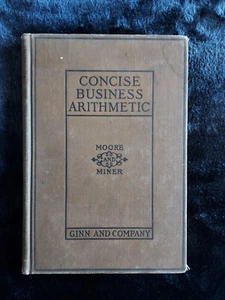 CONCISE
BUSINESS
ARITHMETIC
MOORE
AND
MINER
GINN AND COMPANY